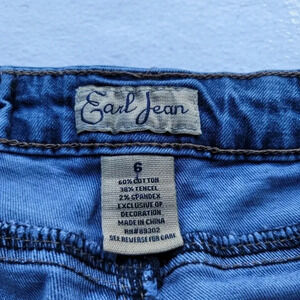 Earl Jean
6
60% COTTON
38% TENCEL
2% SPANDEX
EXCLUSIVE OF
DECORATION
MADE IN CHINA
RN#89302
SEE REVERSE FOR CARE